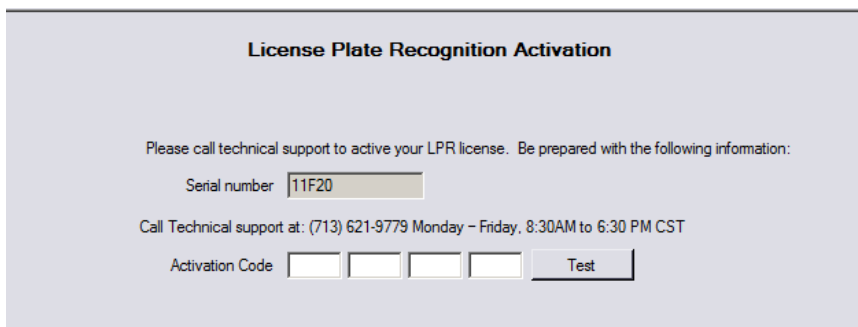 License Plate Recognition Activation
Please call technical support to active your LPR license. Be prepared with the following information:
Serial number 11F20
Call Technical support at: (713) 621-9779 Monday – Friday, 8:30AM to 6:30 PM CST
Activation Code Test